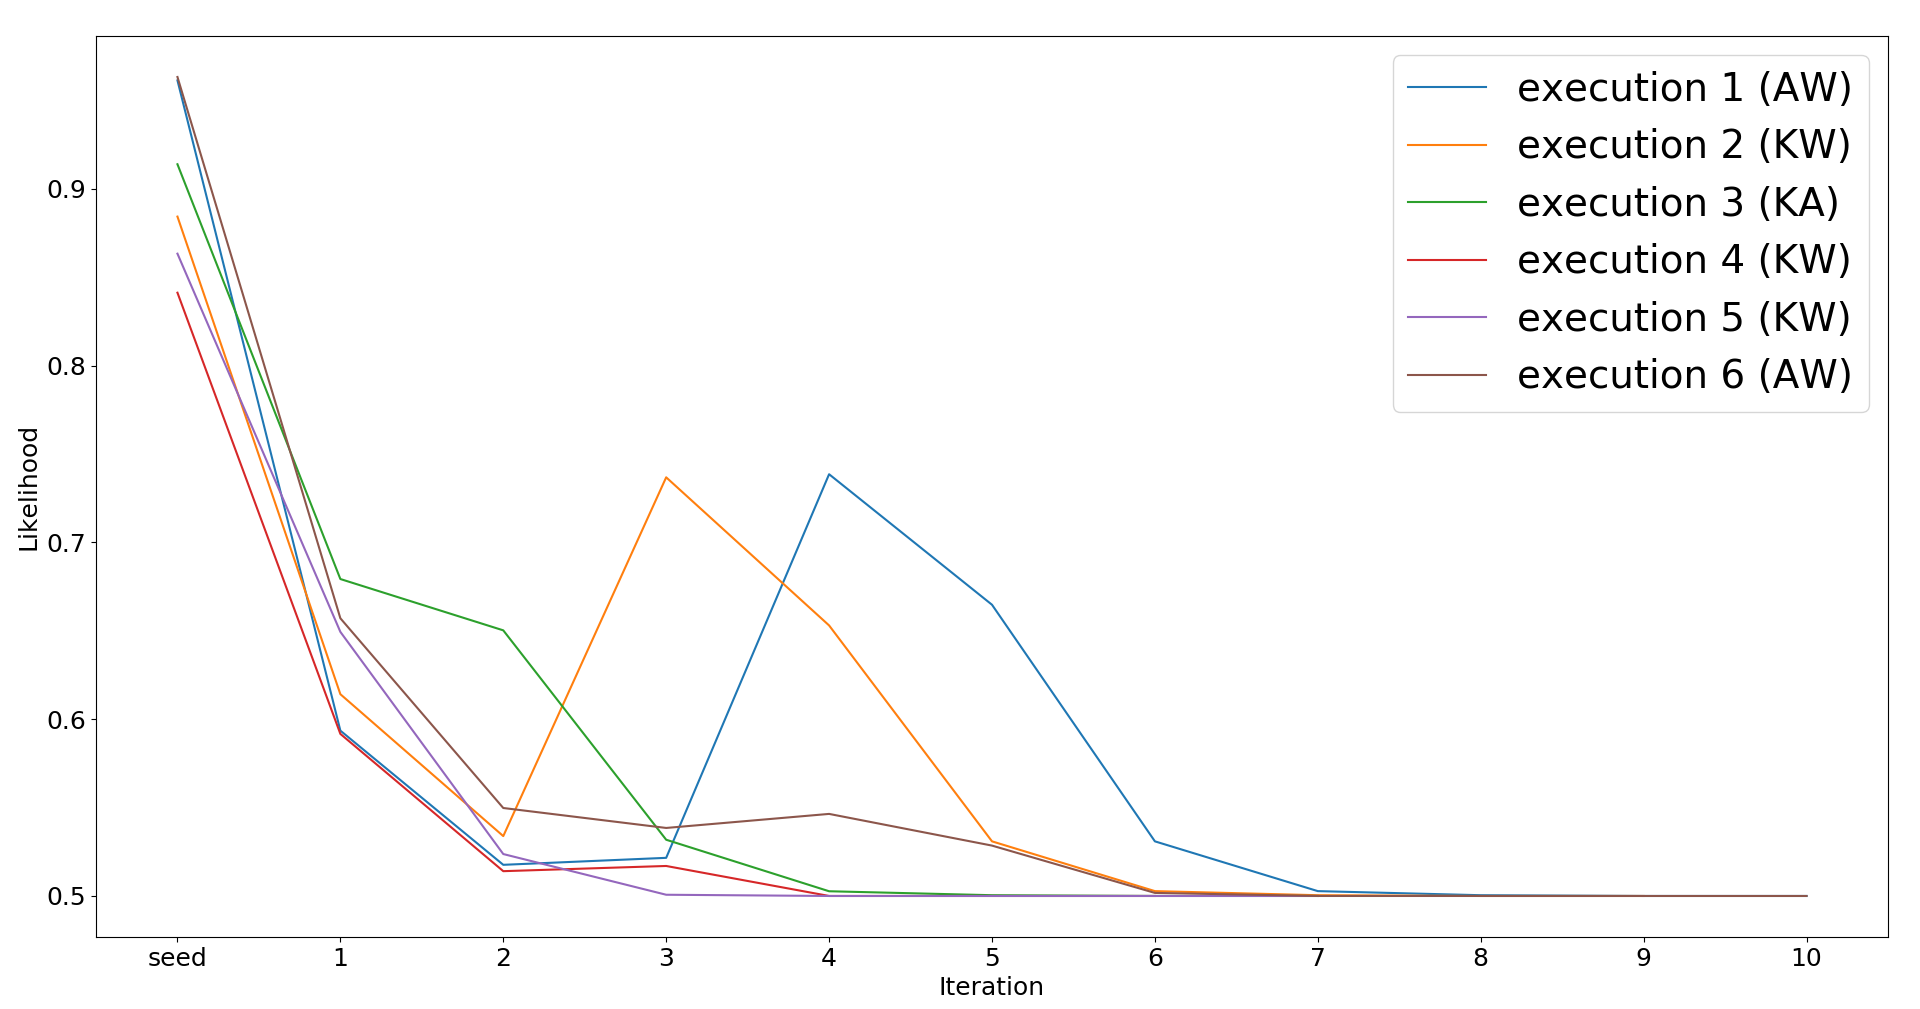 execution 1 (AW)
execution 2 (KW)
execution 3 (KA)
execution 4 (KW)
execution 5 (KW)
execution 6 (AW)
0.9
0.8
0.7
0.6
0.5
Likelihood
seed 1 2 3 4 5 6 7 8 9 10
Iteration